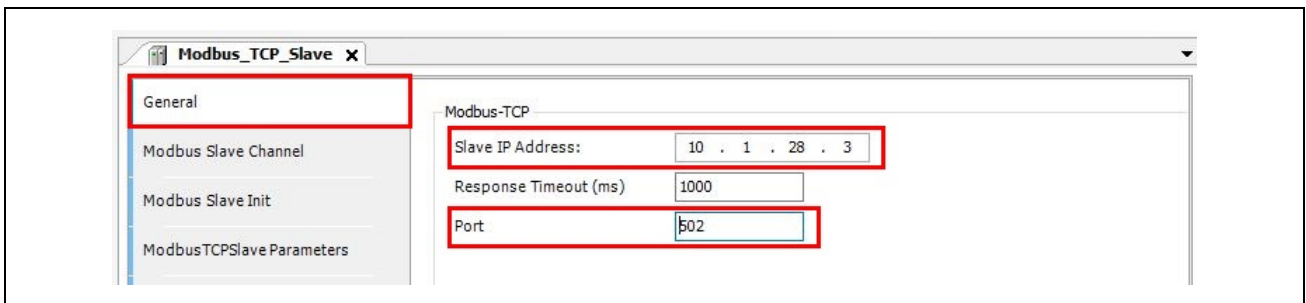 Modbus_TCP_Slave X
General
Modbus Slave Channel
Modbus Slave Init
ModbusTCPSlave Parameters
Modbus-TCP
Slave IP Address: 10 . 1 . 28 . 3
Response Timeout (ms) 1000
Port 502